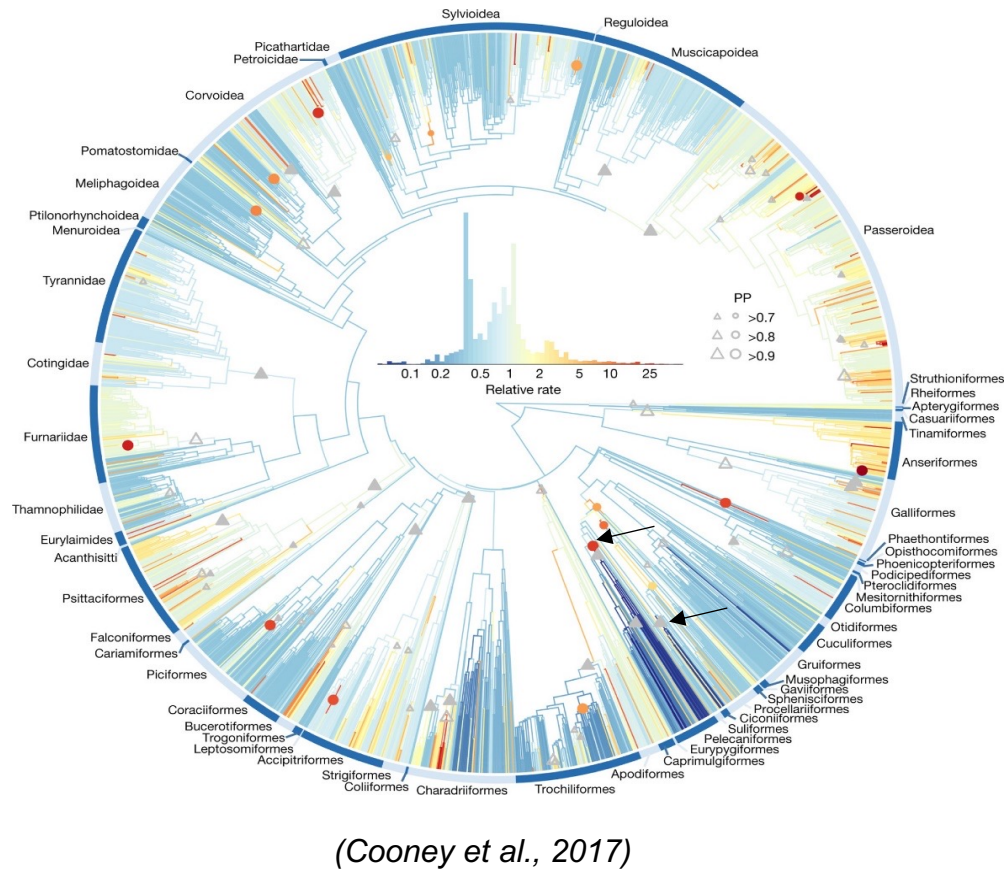 Sylvioidea
Reguloidea
Muscicapoidea
Picathartidae
Petroicidae
Corvoidea
Pomatostomidae
Meliphagoidea
Ptilonorhynchoidea
Menuroidea
Tyrannidae
Cotingidae
Furnariidae
Thamnophilidae
Eurylaimides
Acanthisitti
Psittaciformes
Falconiformes
Cariamiformes
Piciformes
Coraciiformes
Bucerotiformes
Trogoniformes
Leptosomiformes
Accipitriformes
Strigiformes
Coliiformes
Charadriiformes
Trochiliformes
Apodiformes
Caprimulgiformes
Eurypygiformes
Pelecaniformes
Suliformes
Ciconiiformes
Procellariiformes
Sphenisciformes
Gaviiformes
Musophagiformes
Gruiformes
Cuculiformes
Otidiformes
Columbiformes
Mesitornithiformes
Pteroclidiformes
Podicipediformes
Phoenicopteriformes
Opisthocomiformes
Phaethontiformes
Galliformes
Anseriformes
Tinamiformes
Casuariiformes
Apterygiformes
Rheiformes
Struthioniformes
Passeroidea
PP
>0.7
>0.8
>0.9
0.1 0.2 0.5 1 2 5 10 25
Relative rate
(Cooney et al., 2017)